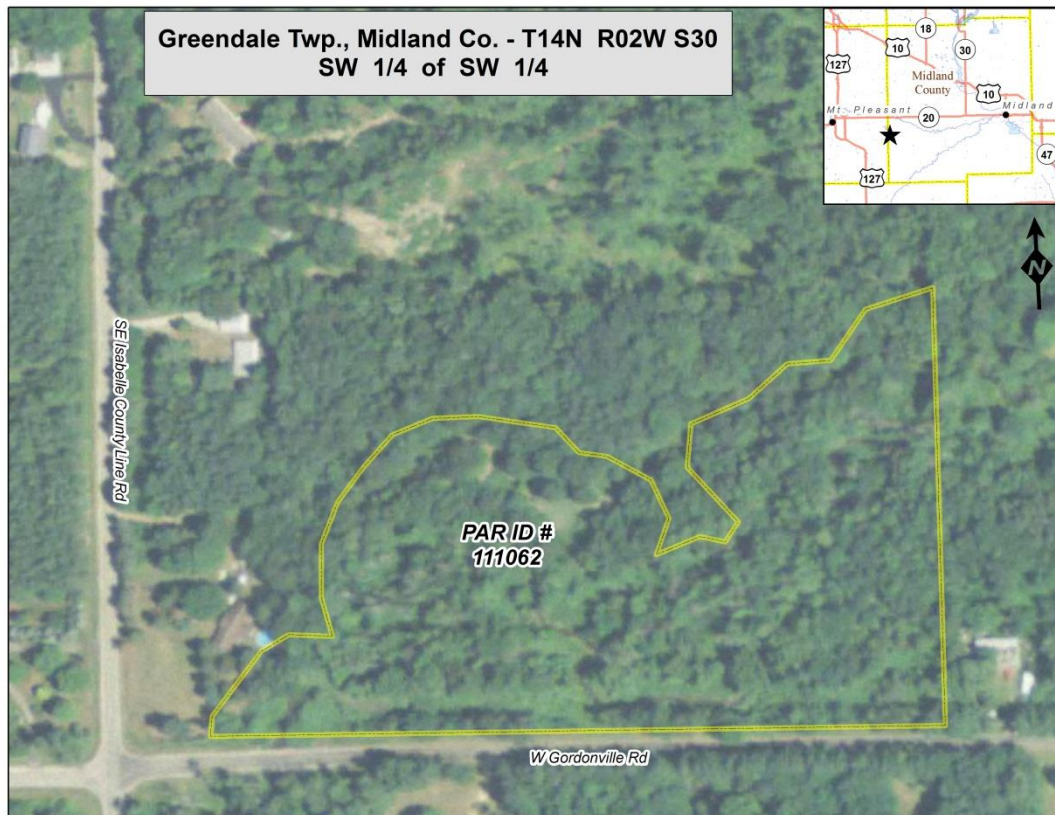 Greendale Twp., Midland Co. - T14N R02W S30
SW 1/4 of SW 1/4
18
10
30
127
Midland
County
10
Mt. Pleasant
20
Midland
47
127
N
SE Isabelle County Line Rd
PAR ID #
111062
W Gordonville Rd